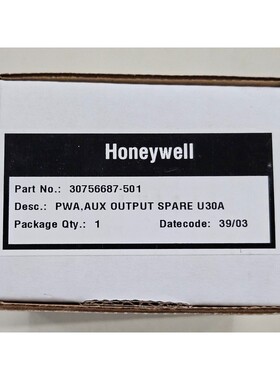 Honeywell
Part No.: 30756687-501
Desc.: PWA,AUX OUTPUT SPARE U30A
Package Qty.: 1 Datecode: 39/03